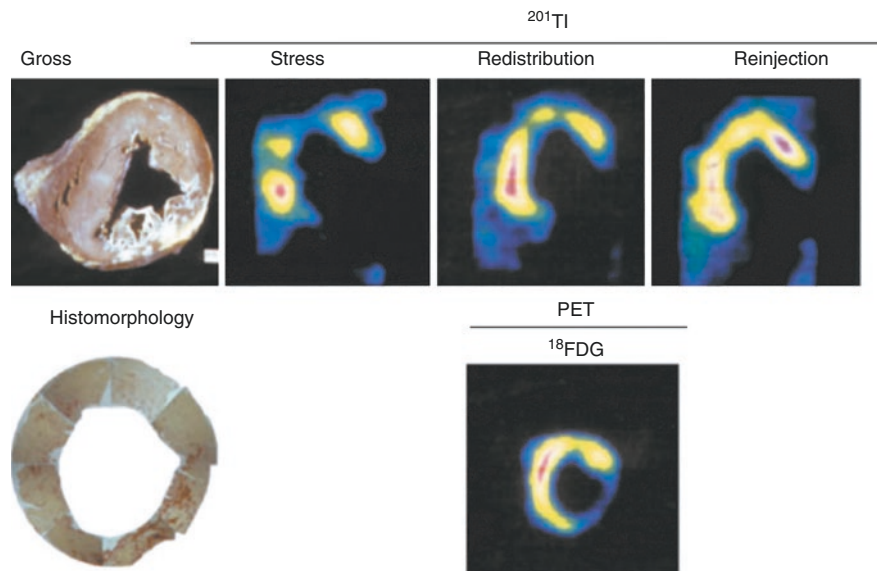 ²⁰¹Tl
Gross
Stress
Redistribution
Reinjection
Histomorphology
PET
¹⁸FDG